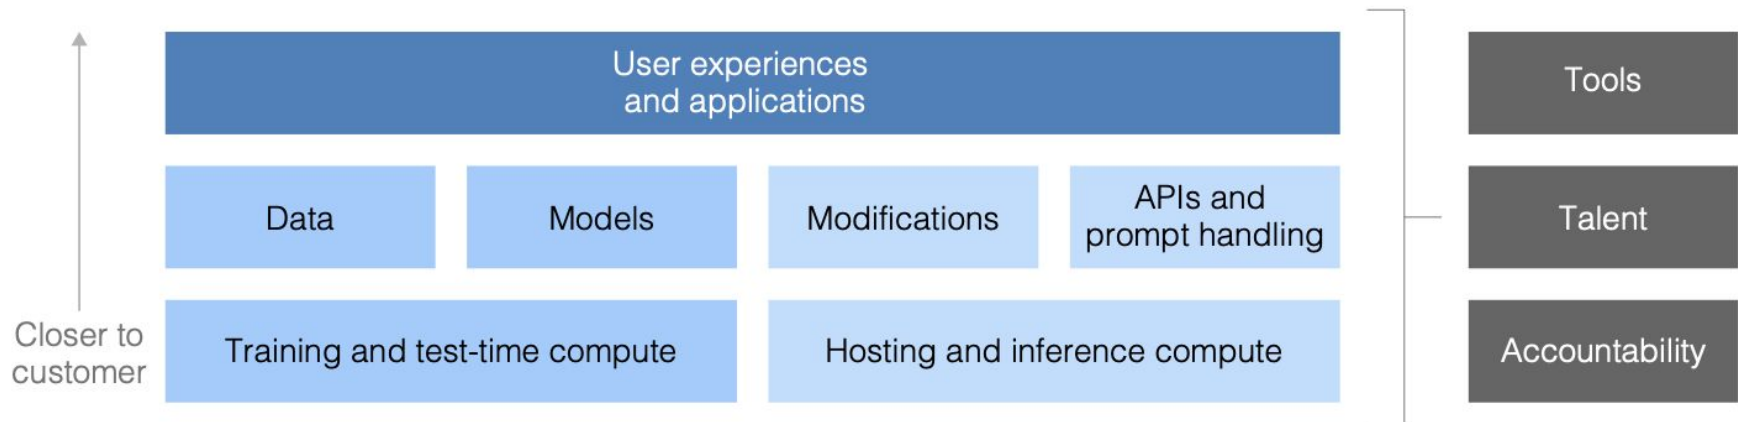 User experiences
and applications
Tools
Data
Models
Modifications
APIs and
prompt handling
Talent
Closer to
customer
Training and test-time compute
Hosting and inference compute
Accountability